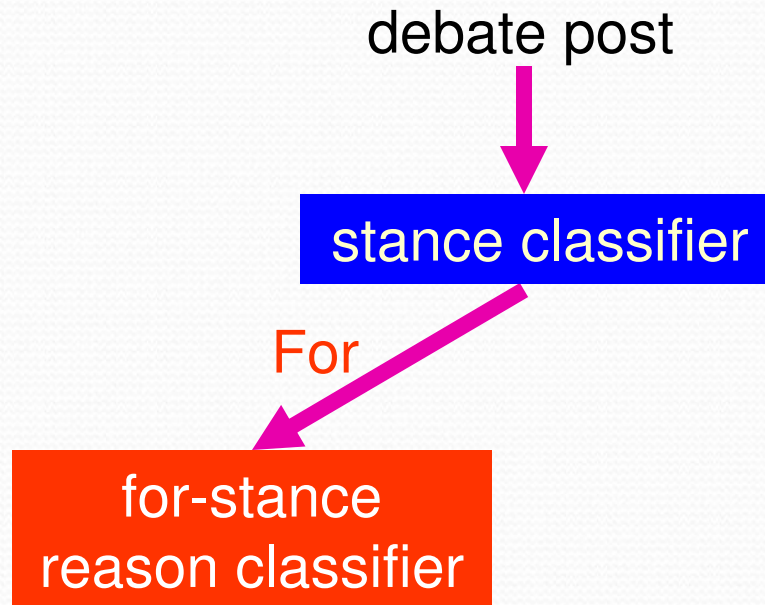 debate post
stance classifier
For
for-stance
reason classifier